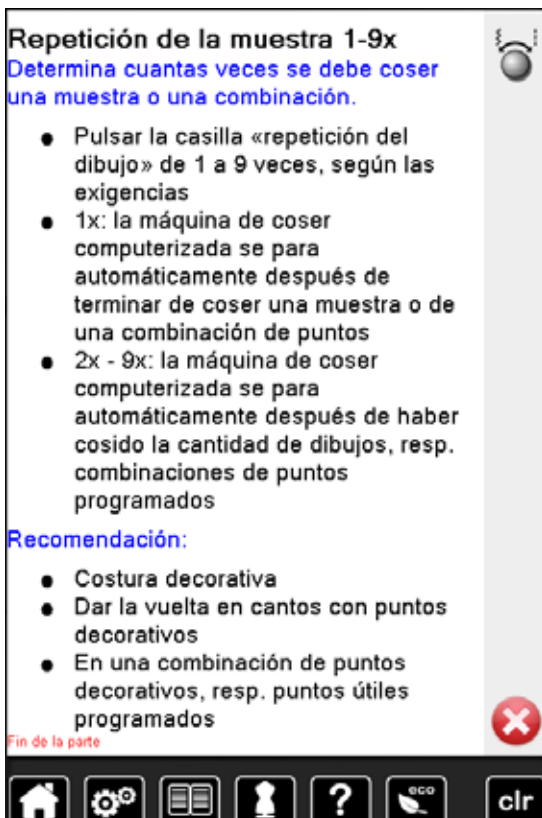 Repetición de la muestra 1-9x
Determina cuantas veces se debe coser
una muestra o una combinación.
Pulsar la casilla «repetición del
dibujo» de 1 a 9 veces, según las
exigencias
1x: la máquina de coser
computerizada se para
automáticamente después de
terminar de coser una muestra o de
una combinación de puntos
2x - 9x: la máquina de coser
computerizada se para
automáticamente después de haber
cosido la cantidad de dibujos, resp.
combinaciones de puntos
programados
Recomendación:
Costura decorativa
Dar la vuelta en cantos con puntos
decorativos
En una combinación de puntos
decorativos, resp. puntos útiles
programados
Fin de la parte
? eco clr